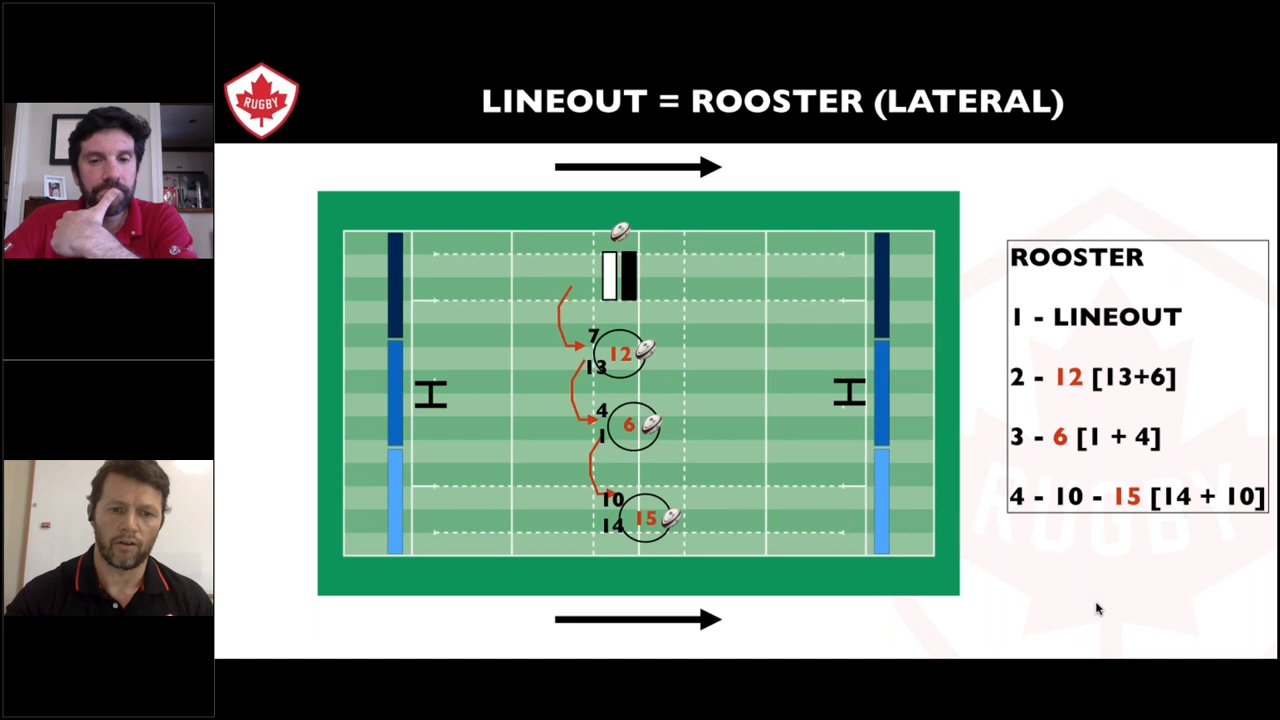 RUGBY
LINEOUT = ROOSTER (LATERAL)
7
12
13
4
6
1
10
15
14
ROOSTER
1 - LINEOUT
2 - 12 [13+6]
3 - 6 [1 + 4]
4 - 10 - 15 [14 + 10]
RUGBY